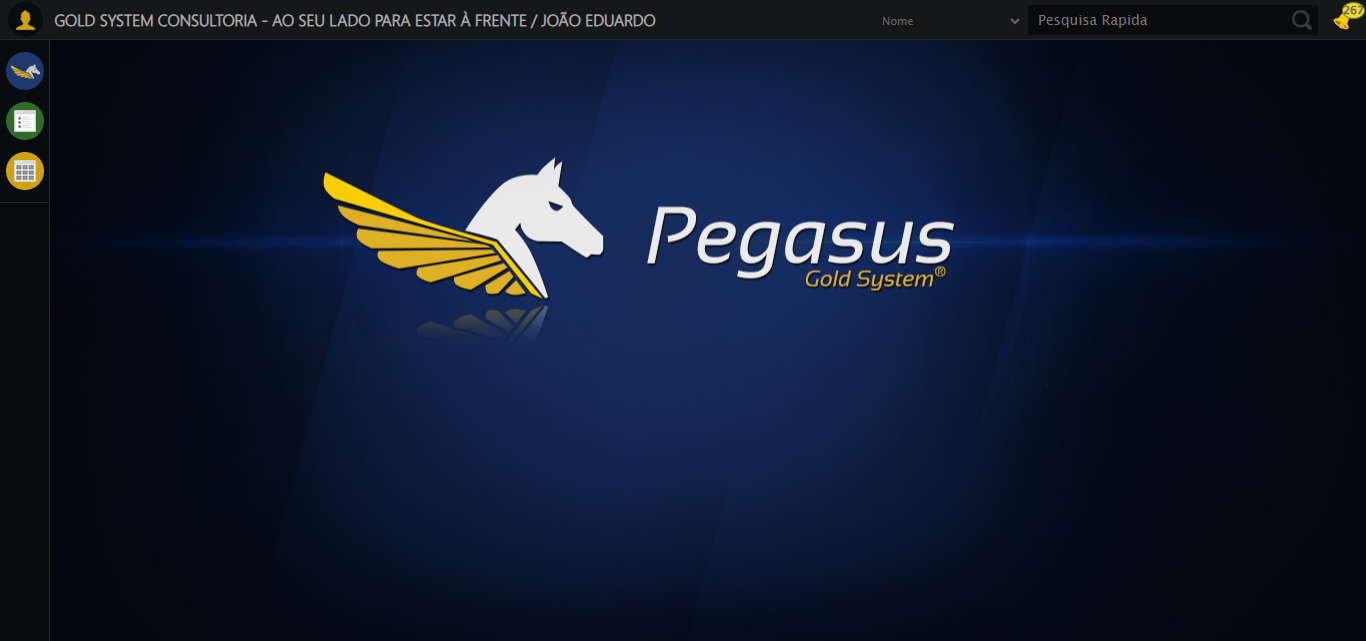 GOLD SYSTEM CONSULTORIA - AO SEU LADO PARA ESTAR À FRENTE / JOÃO EDUARDO
Nome
Pesquisa Rapida
267
Pegasus
Gold System®